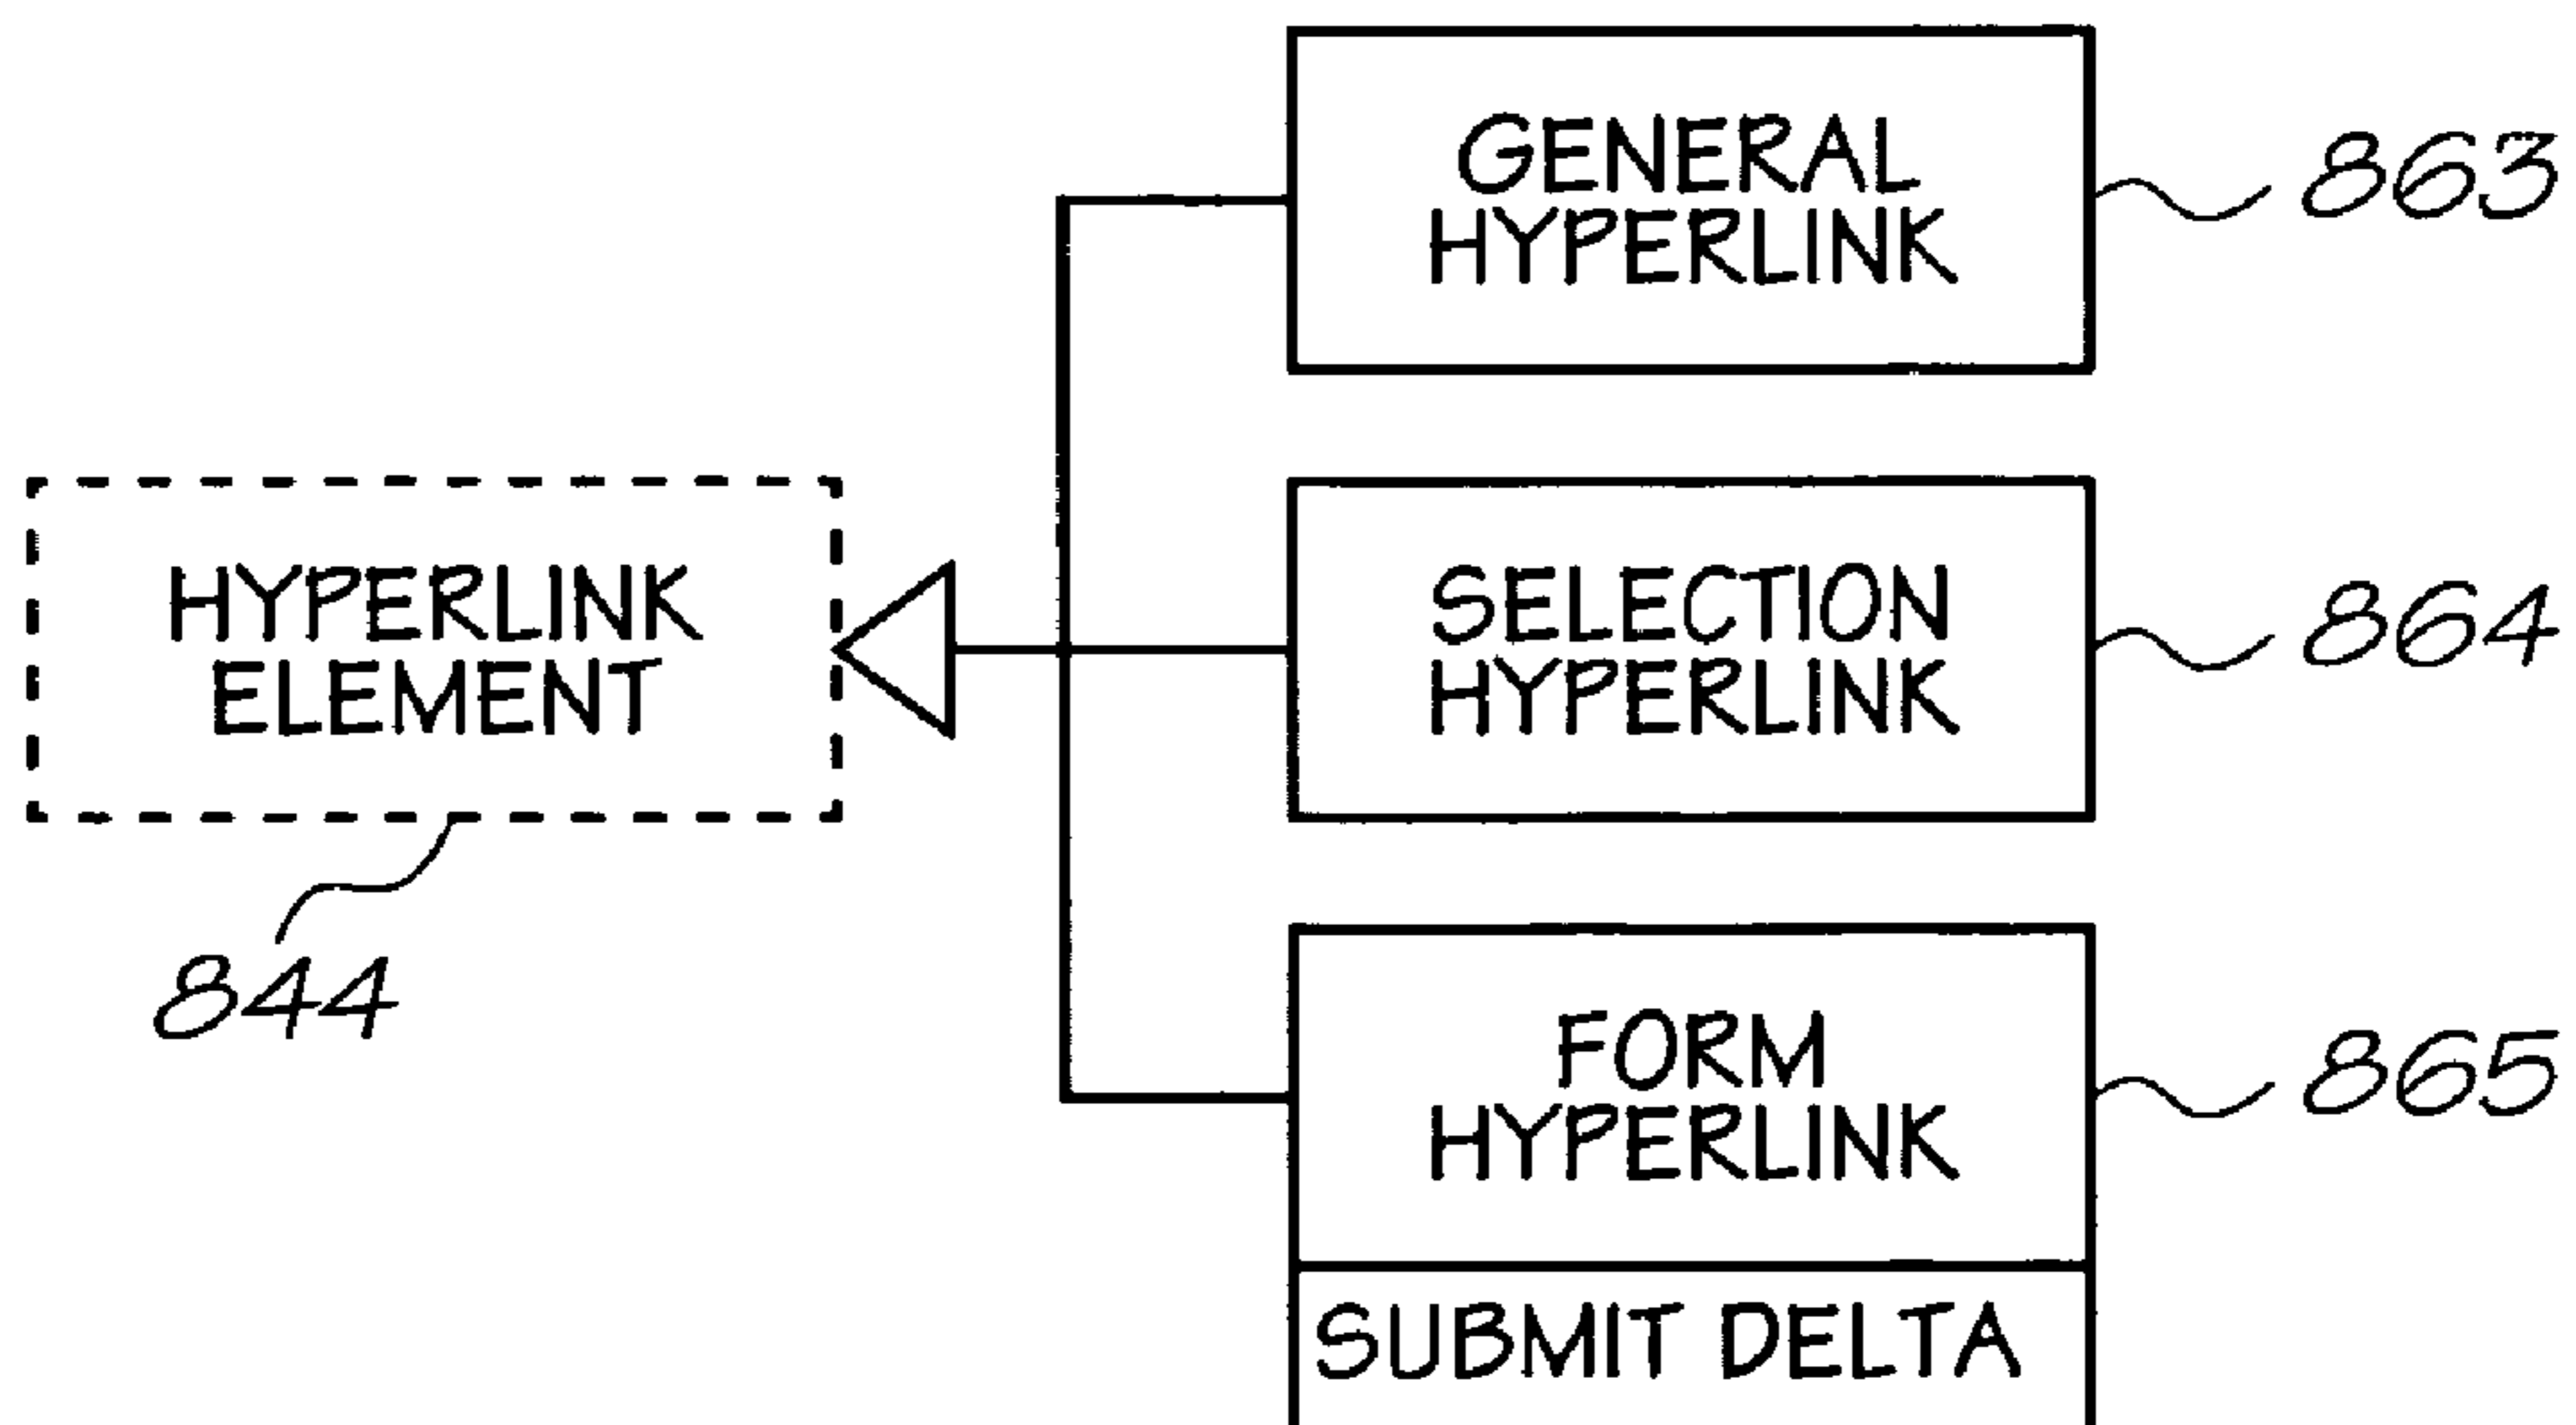 GENERAL
HYPERLINK
863
HYPERLINK
ELEMENT
844
SELECTION
HYPERLINK
864
FORM
HYPERLINK
865
SUBMIT DELTA